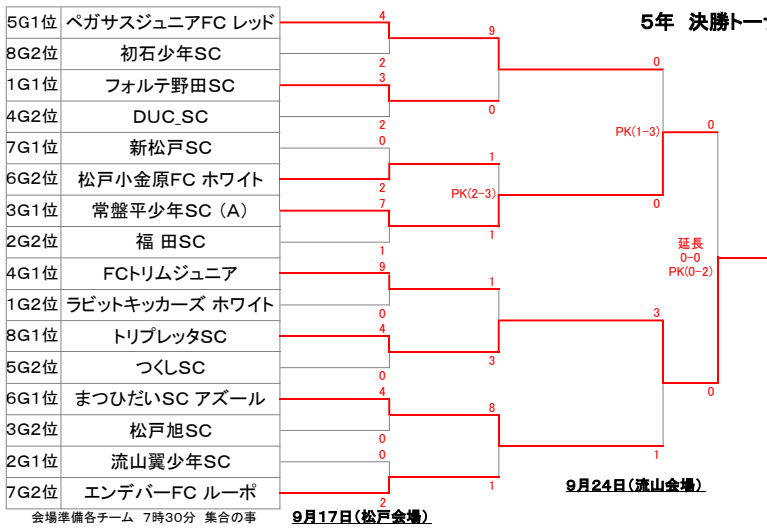 5年 決勝トーナ
5G1位 ペガサスジュニアFC レッド
8G2位 初石少年SC
1G1位 フォルテ野田SC
4G2位 DUC_SC
7G1位 新松戸SC
6G2位 松戸小金原FC ホワイト
3G1位 常盤平少年SC (A)
2G2位 福 田SC
4G1位 FCトリムジュニア
1G2位 ラビットキッカーズ ホワイト
8G1位 トリプレッタSC
5G2位 つくしSC
6G1位 まつひだいSC アズール
3G2位 松戸旭SC
2G1位 流山翼少年SC
7G2位 エンデバーFC ルーポ
4
2
3
2
0
2
7
1
9
0
4
0
4
0
0
2
9
0
1
PK(2-3)
1
1
3
8
1
0
PK(1-3)
0
3
1
0
延長
0-0
PK(0-2)
0
会場準備各チーム 7時30分 集合の事
9月17日(松戸会場)
9月24日(流山会場)